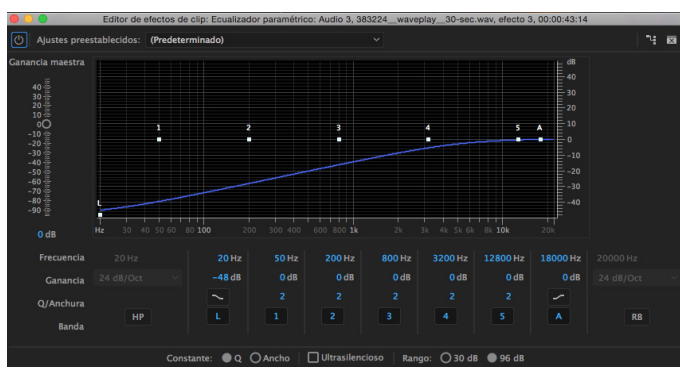 Editor de efectos de clip: Ecualizador paramétrico: Audio 3, 383224__waveplay__30-sec.wav, efecto 3, 00:00:43:14
Ajustes preestablecidos: (Predeterminado)
Ganancia maestra
dB
40
30
20
10
0
-10
-20
-30
-40
-50
-60
-70
-80
-90
0 dB
L 1 2 3 4 5 A
40
30
20
10
0
-10
-20
-30
-40
Hz 30 40 50 60 80 100 200 300 400 600 800 1k 2k 3k 4k 5k 6k 8k 10k 20k
Frecuencia 20 Hz 20 Hz 50 Hz 200 Hz 800 Hz 3200 Hz 12800 Hz 18000 Hz 20000 Hz
Ganancia 24 dB/Oct -48 dB 0 dB 0 dB 0 dB 0 dB 0 dB 0 dB 24 dB/Oct
Q/Anchura 2 2 2 2 2
Banda HP L 1 2 3 4 5 A RB
Constante: Q Ancho Ultrasilencioso Rango: 30 dB 96 dB